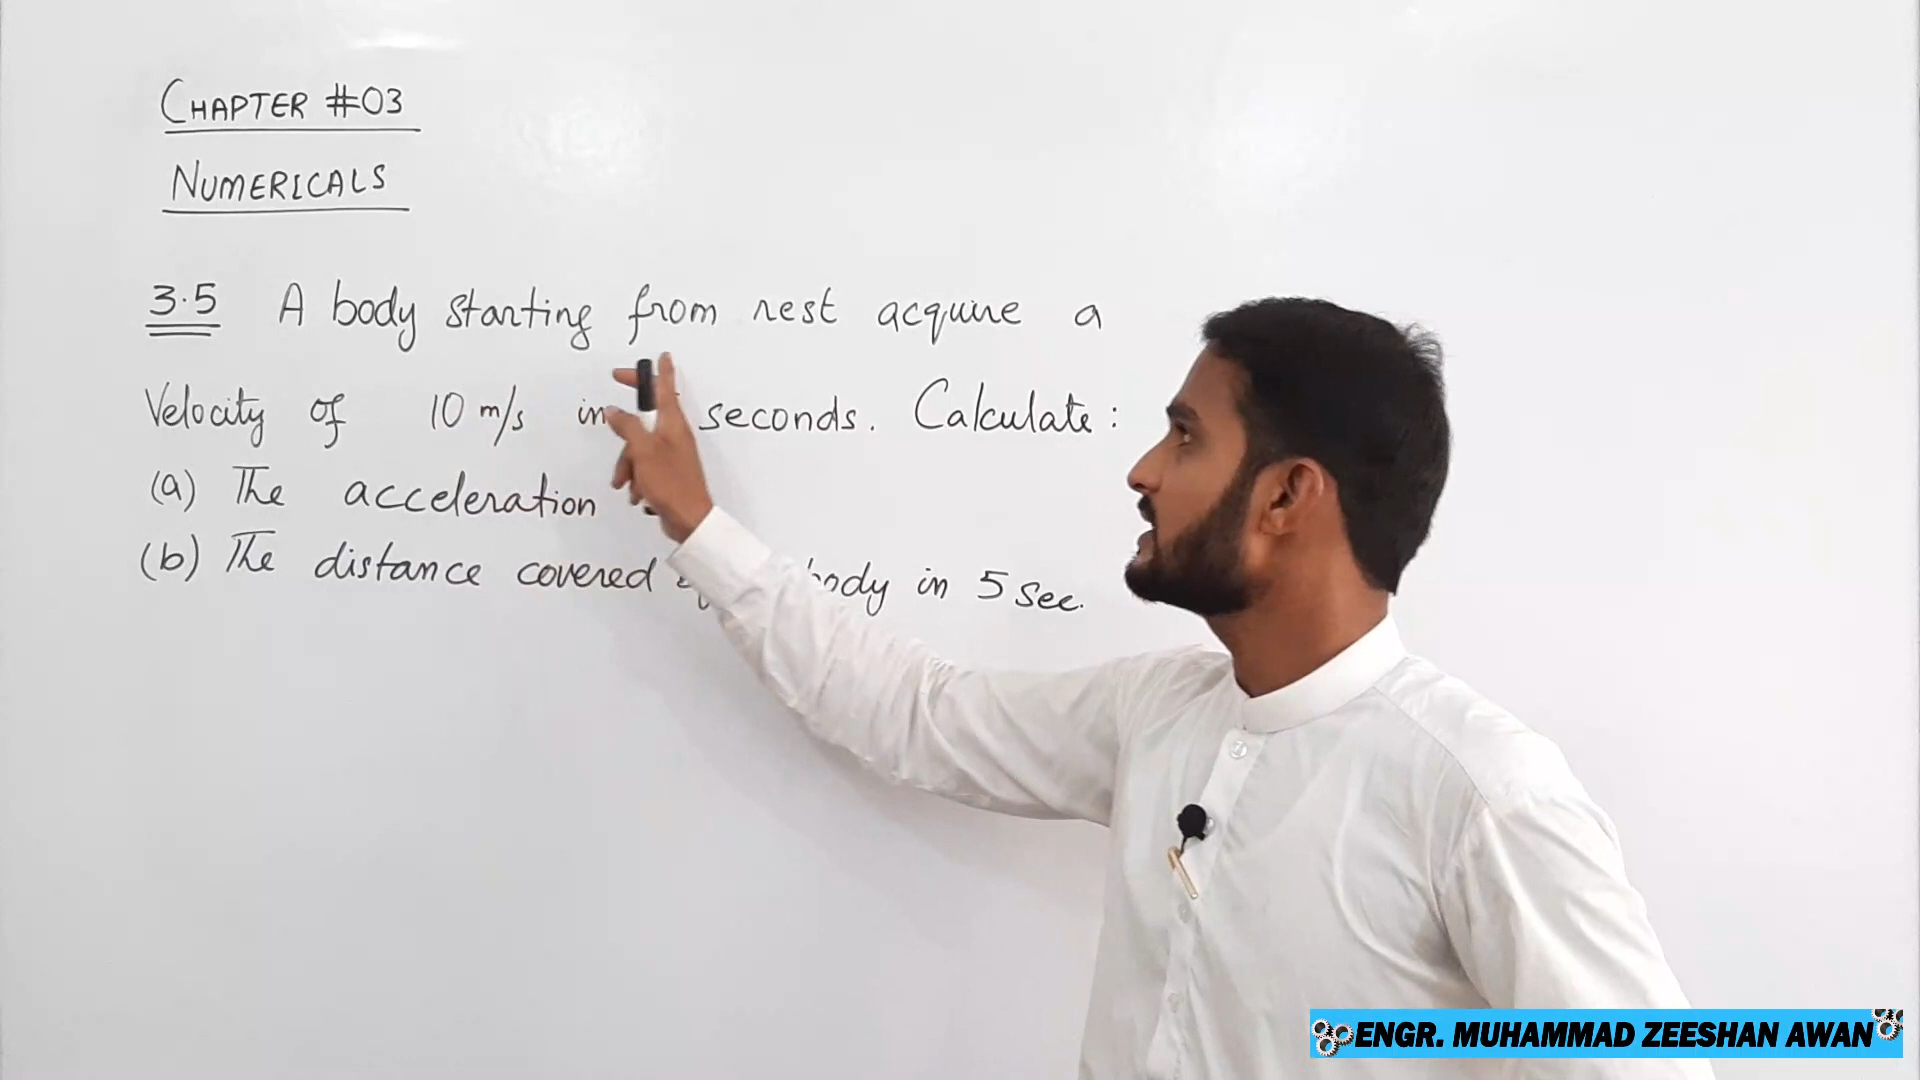 CHAPTER #03
NUMERICALS
3.5 A body starting from rest acquire a
Velocity of 10 m/s in seconds. Calculate:
(a) The acceleration
(b) The distance covered body in 5 sec.
ENGR. MUHAMMAD ZEESHAN AWAN